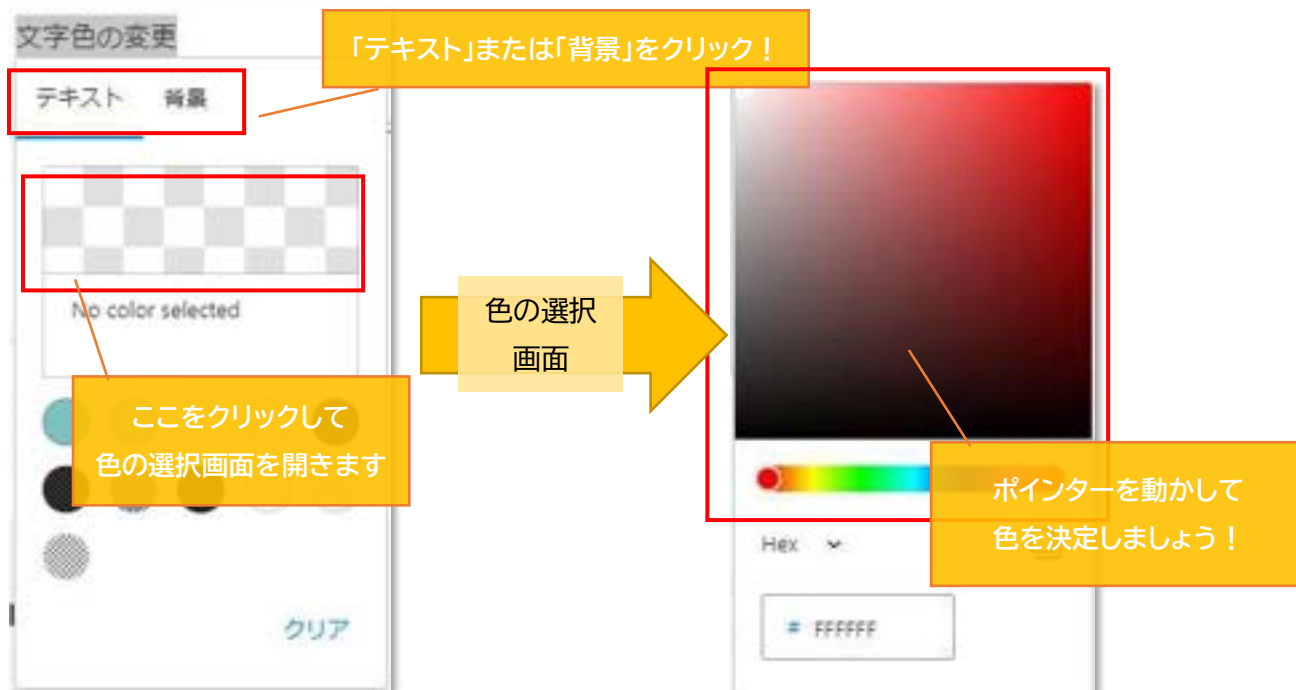 文字色の変更
「テキスト」または「背景」をクリック！
テキスト 背景
No color selected
ここをクリックして
色の選択画面を開きます
クリア
色の選択
画面
ポインターを動かして
色を決定しましょう！
Hex
# FFFFFF